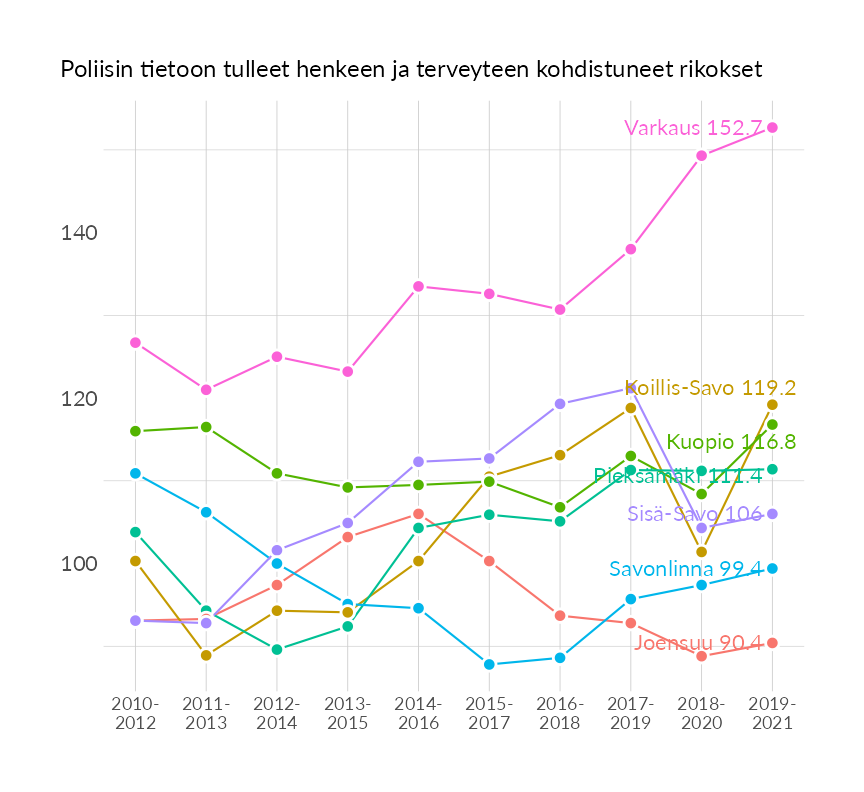 Poliisin tietoon tulleet henkeen ja terveyteen kohdistuneet rikokset
Varkaus 152.7
140
120
Koillis-Savo 119.2
Kuopio 116.8
Pieksämäki 111.4
Sisä-Savo 106
100
Savonlinna 99.4
Joensuu 90.4
2010- 2011- 2012- 2013- 2014- 2015- 2016- 2017- 2018- 2019-
2012 2013 2014 2015 2016 2017 2018 2019 2020 2021